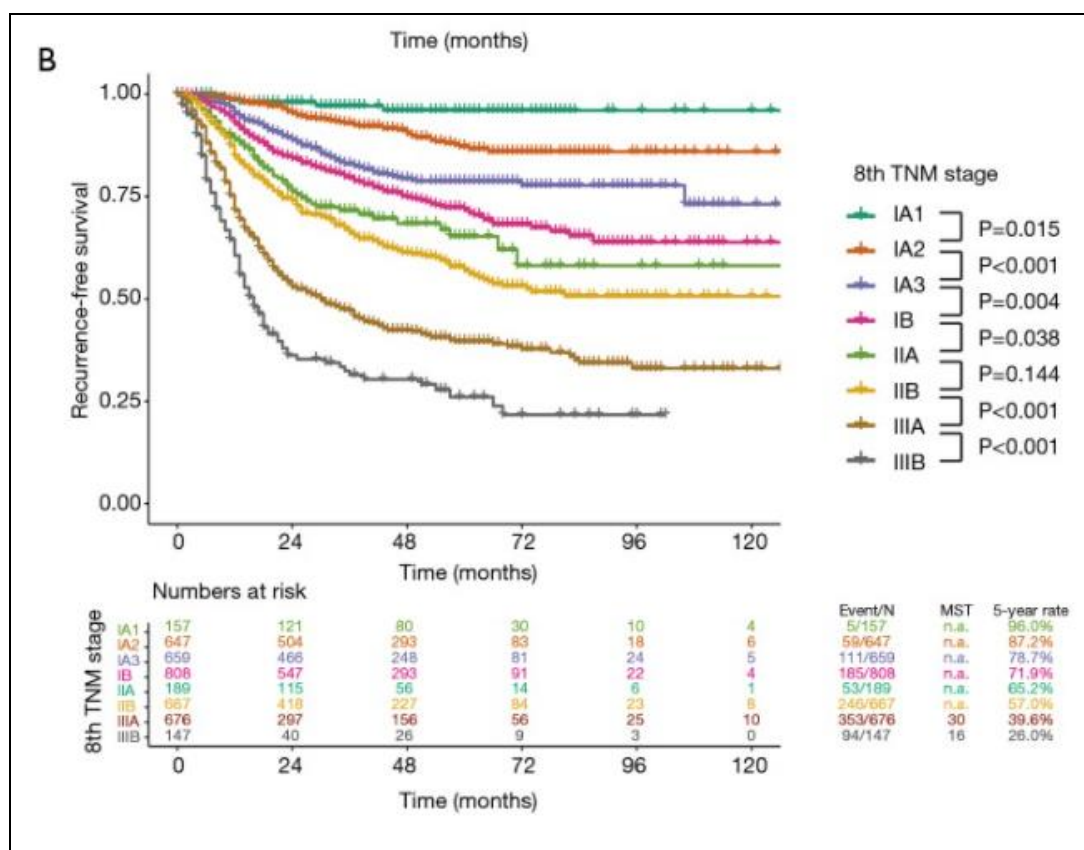 Time (months)
B
1.00
0.75
0.50
0.25
0.00
Recurrence-free survival
0 24 48 72 96 120
Time (months)
8th TNM stage
IA1
P=0.015
IA2
P<0.001
IA3
P=0.004
IB
P=0.038
IIA
P=0.144
IIB
P<0.001
IIIA
P<0.001
IIIB
Numbers at risk
8th TNM stage
Event/N MST 5-year rate
IA1 157 121 80 30 10 4 5/157 n.a. 96.0%
IA2 647 504 293 83 18 6 59/647 n.a. 87.2%
IA3 659 466 248 81 24 5 111/659 n.a. 78.7%
IB 808 547 293 91 22 4 185/808 n.a. 71.9%
IIA 189 115 56 14 6 1 53/189 n.a. 65.2%
IIB 667 418 227 84 23 8 246/667 n.a. 57.0%
IIIA 676 297 156 56 25 10 353/676 30 39.6%
IIIB 147 40 26 9 3 0 94/147 16 26.0%
0 24 48 72 96 120
Time (months)